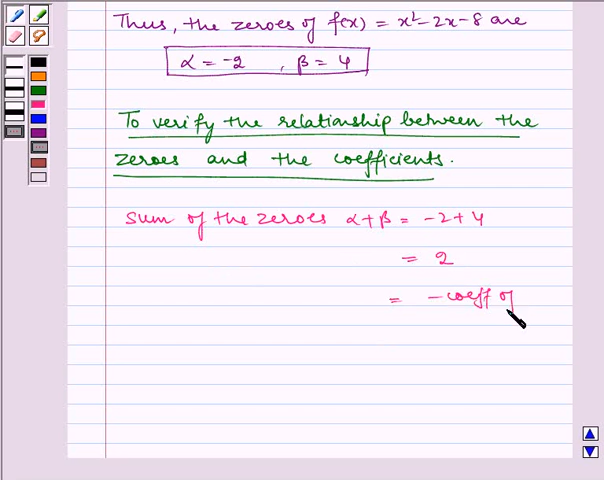 Thus, the zeroes of f(x) = x² - 2x - 8 are
α = -2 , β = 4
To verify the relationship between the
zeroes and the coefficients.
Sum of the zeroes α+β = -2+4
= 2
= -coeff of